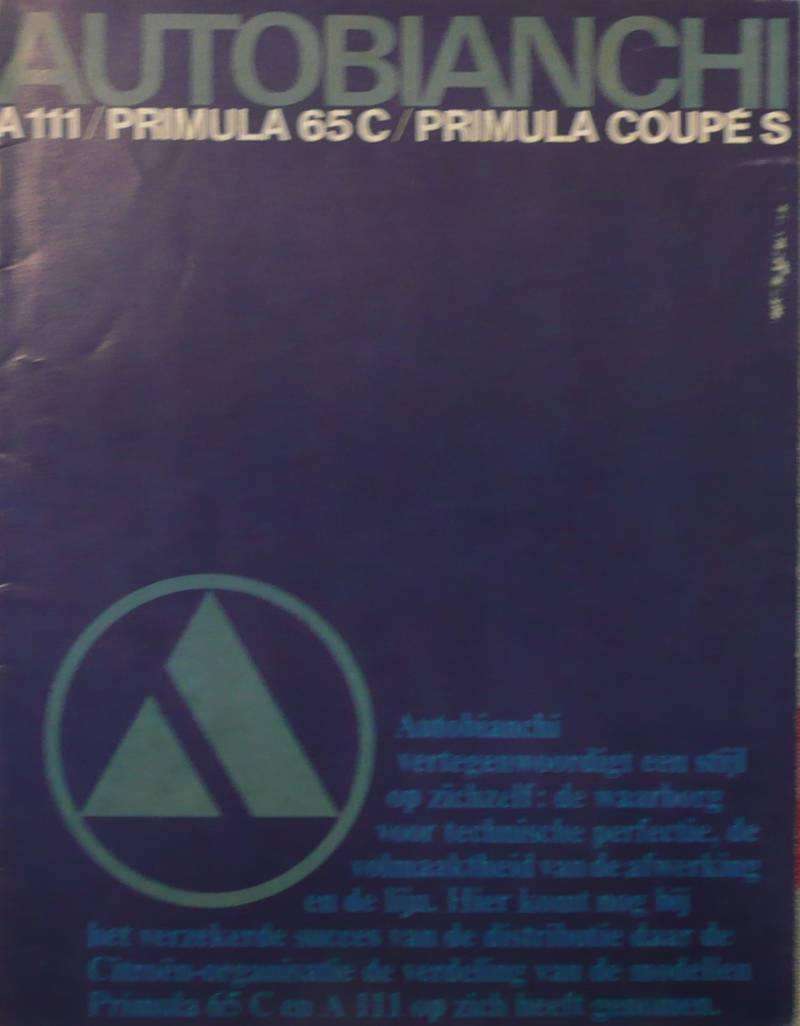 AUTOBIANCHI
A 111 / PRIMULA 65 C / PRIMULA COUPÉ S
Autobianchi
vertegenwoordigt een stijl
op zichzelf: de waarborg
voor technische perfectie, de
volmaaktheid van de afwerking
en de lijn. Hier komt nog bij
het verzekerde succes van de distributie daar de
Citroën-organisatie de verdeling van de modellen
Primula 65 C en A 111 op zich heeft genomen.